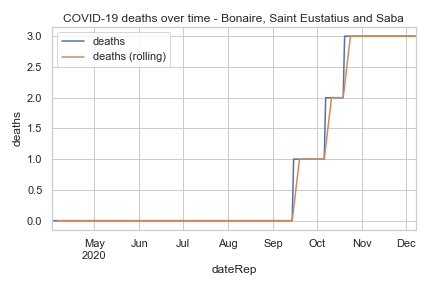 COVID-19 deaths over time - Bonaire, Saint Eustatius and Saba
deaths
deaths (rolling)
deaths
3.0
2.5
2.0
1.5
1.0
0.5
0.0
May Jun Jul Aug Sep Oct Nov Dec
2020
dateRep